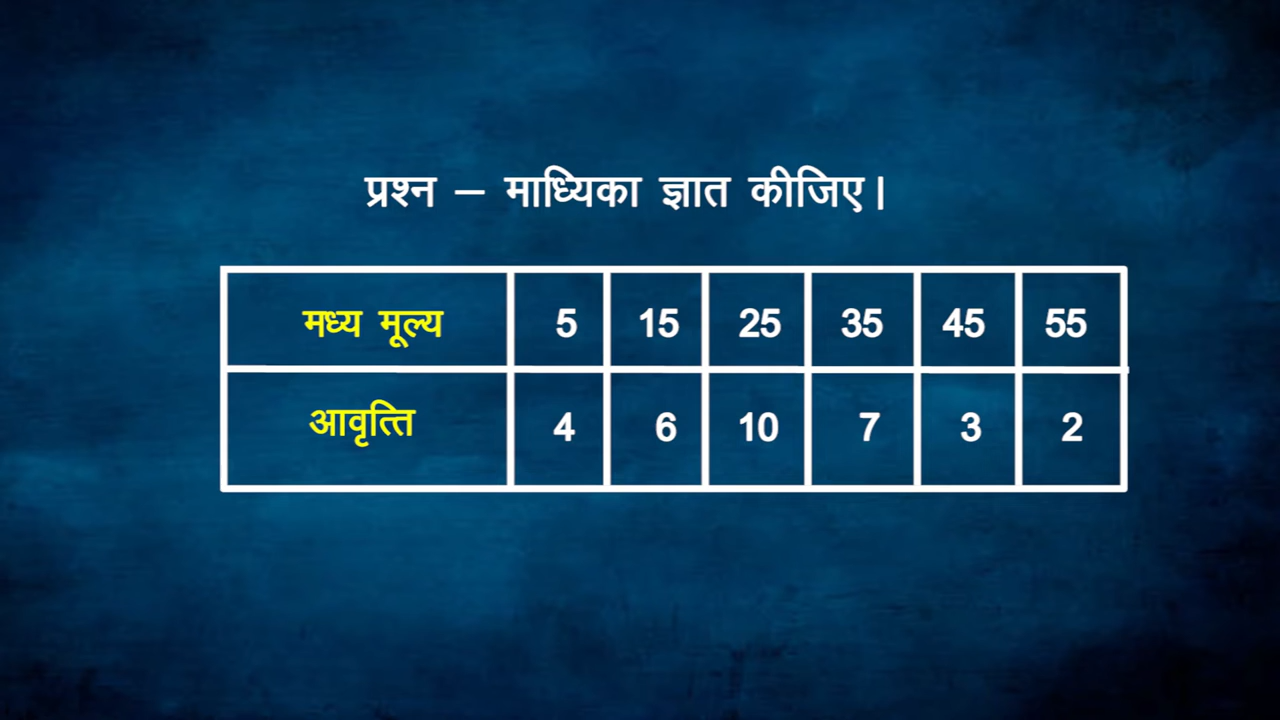 प्रश्न – माध्यिका ज्ञात कीजिए।
मध्य मूल्य 5 15 25 35 45 55
आवृत्ति 4 6 10 7 3 2